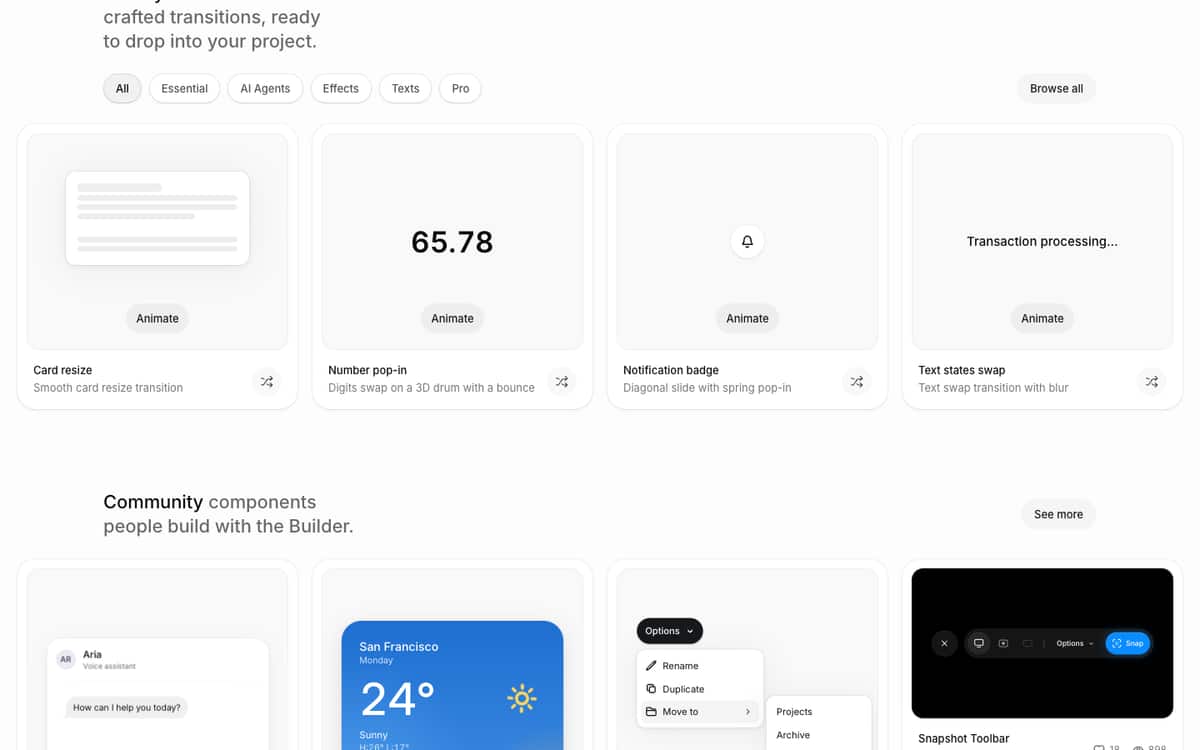 crafted transitions, ready
to drop into your project.
All
Essential
AI Agents
Effects
Texts
Pro
Browse all
65.78
Transaction processing...
Animate
Animate
Animate
Animate
Card resize
Smooth card resize transition
Number pop-in
Digits swap on a 3D drum with a bounce
Notification badge
Diagonal slide with spring pop-in
Text states swap
Text swap transition with blur
Community components
people build with the Builder.
See more
AR
Aria
Voice assistant
How can I help you today?
San Francisco
Monday
24°
Sunny
H:26° L:17°
Options
Rename
Duplicate
Move to
Projects
Archive
Options
Snap
Snapshot Toolbar
18
898